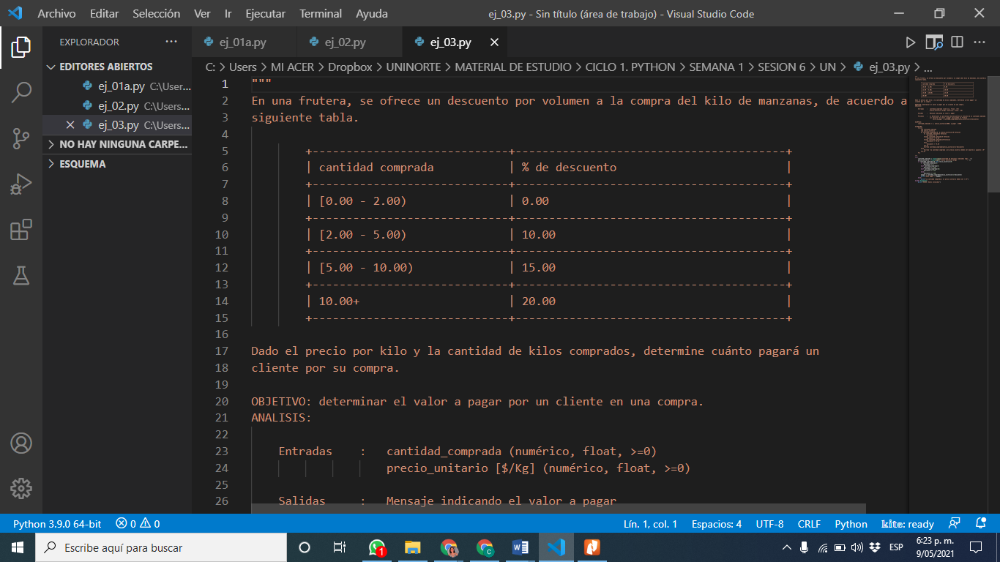 Archivo Editar Selección Ver Ir Ejecutar Terminal Ayuda ej_03.py - Sin título (área de trabajo) - Visual Studio Code
EXPLORADOR ej_01a.py ej_02.py ej_03.py
EDITORES ABIERTOS
ej_01a.py C:\User...
ej_02.py C:\Users...
ej_03.py C:\Users...
NO HAY NINGUNA CARPE...
ESQUEMA
C: > Users > MI ACER > Dropbox > UNINORTE > MATERIAL DE ESTUDIO > CICLO 1. PYTHON > SEMANA 1 > SESION 6 > UN > ej_03.py > ...
1 """
2 En una frutera, se ofrece un descuento por volumen a la compra del kilo de manzanas, de acuerdo a
3 siguiente tabla.
4
5 +-----------------------------+----------------------------------------+
6 | cantidad comprada | % de descuento |
7 +-----------------------------+----------------------------------------+
8 | [0.00 - 2.00) | 0.00 |
9 +-----------------------------+----------------------------------------+
10 | [2.00 - 5.00) | 10.00 |
11 +-----------------------------+----------------------------------------+
12 | [5.00 - 10.00) | 15.00 |
13 +-----------------------------+----------------------------------------+
14 | 10.00+ | 20.00 |
15 +-----------------------------+----------------------------------------+
16
17 Dado el precio por kilo y la cantidad de kilos comprados, determine cuánto pagará un
18 cliente por su compra.
19
20 OBJETIVO: determinar el valor a pagar por un cliente en una compra.
21 ANALISIS:
22
23 Entradas : cantidad_comprada (numérico, float, >=0)
24 precio_unitario [$/Kg] (numérico, float, >=0)
25
26 Salidas : Mensaje indicando el valor a pagar
Python 3.9.0 64-bit 0 0 Lín. 1, col. 1 Espacios: 4 UTF-8 CRLF Python kite: ready
Escribe aquí para buscar 1 ESP 6:23 p. m.
9/05/2021